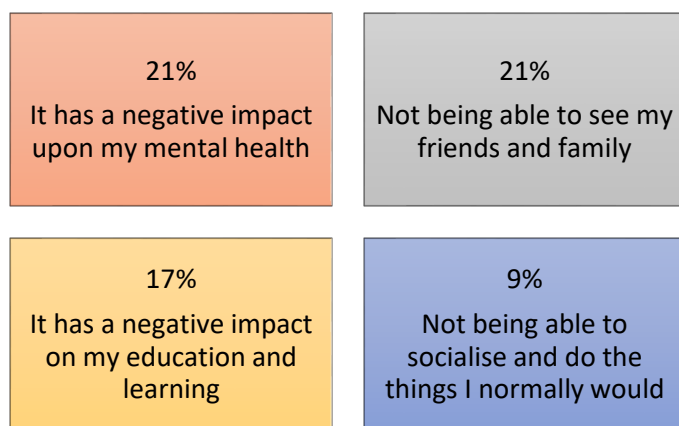 21%
It has a negative impact
upon my mental health
21%
Not being able to see my
friends and family
17%
It has a negative impact
on my education and
learning
9%
Not being able to
socialise and do the
things I normally would